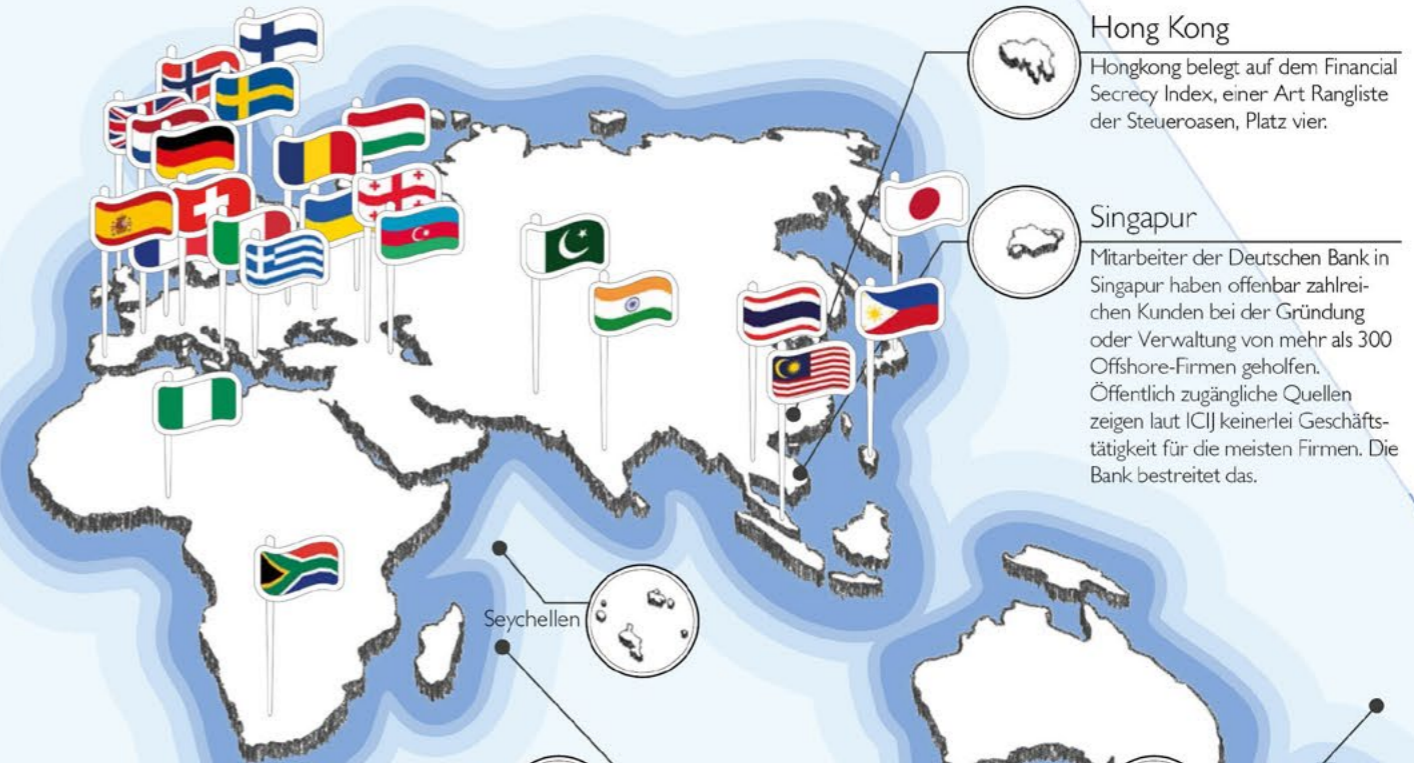 Hong Kong
Hongkong belegt auf dem Financial
Secrecy Index, einer Art Rangliste
der Steueroasen, Platz vier.
Singapur
Mitarbeiter der Deutschen Bank in
Singapur haben offenbar zahlrei-
chen Kunden bei der Gründung
oder Verwaltung von mehr als 300
Offshore-Firmen geholfen.
Öffentlich zugängliche Quellen
zeigen laut ICIJ keinerlei Geschäfts-
tätigkeit für die meisten Firmen. Die
Bank bestreitet das.
Seychellen